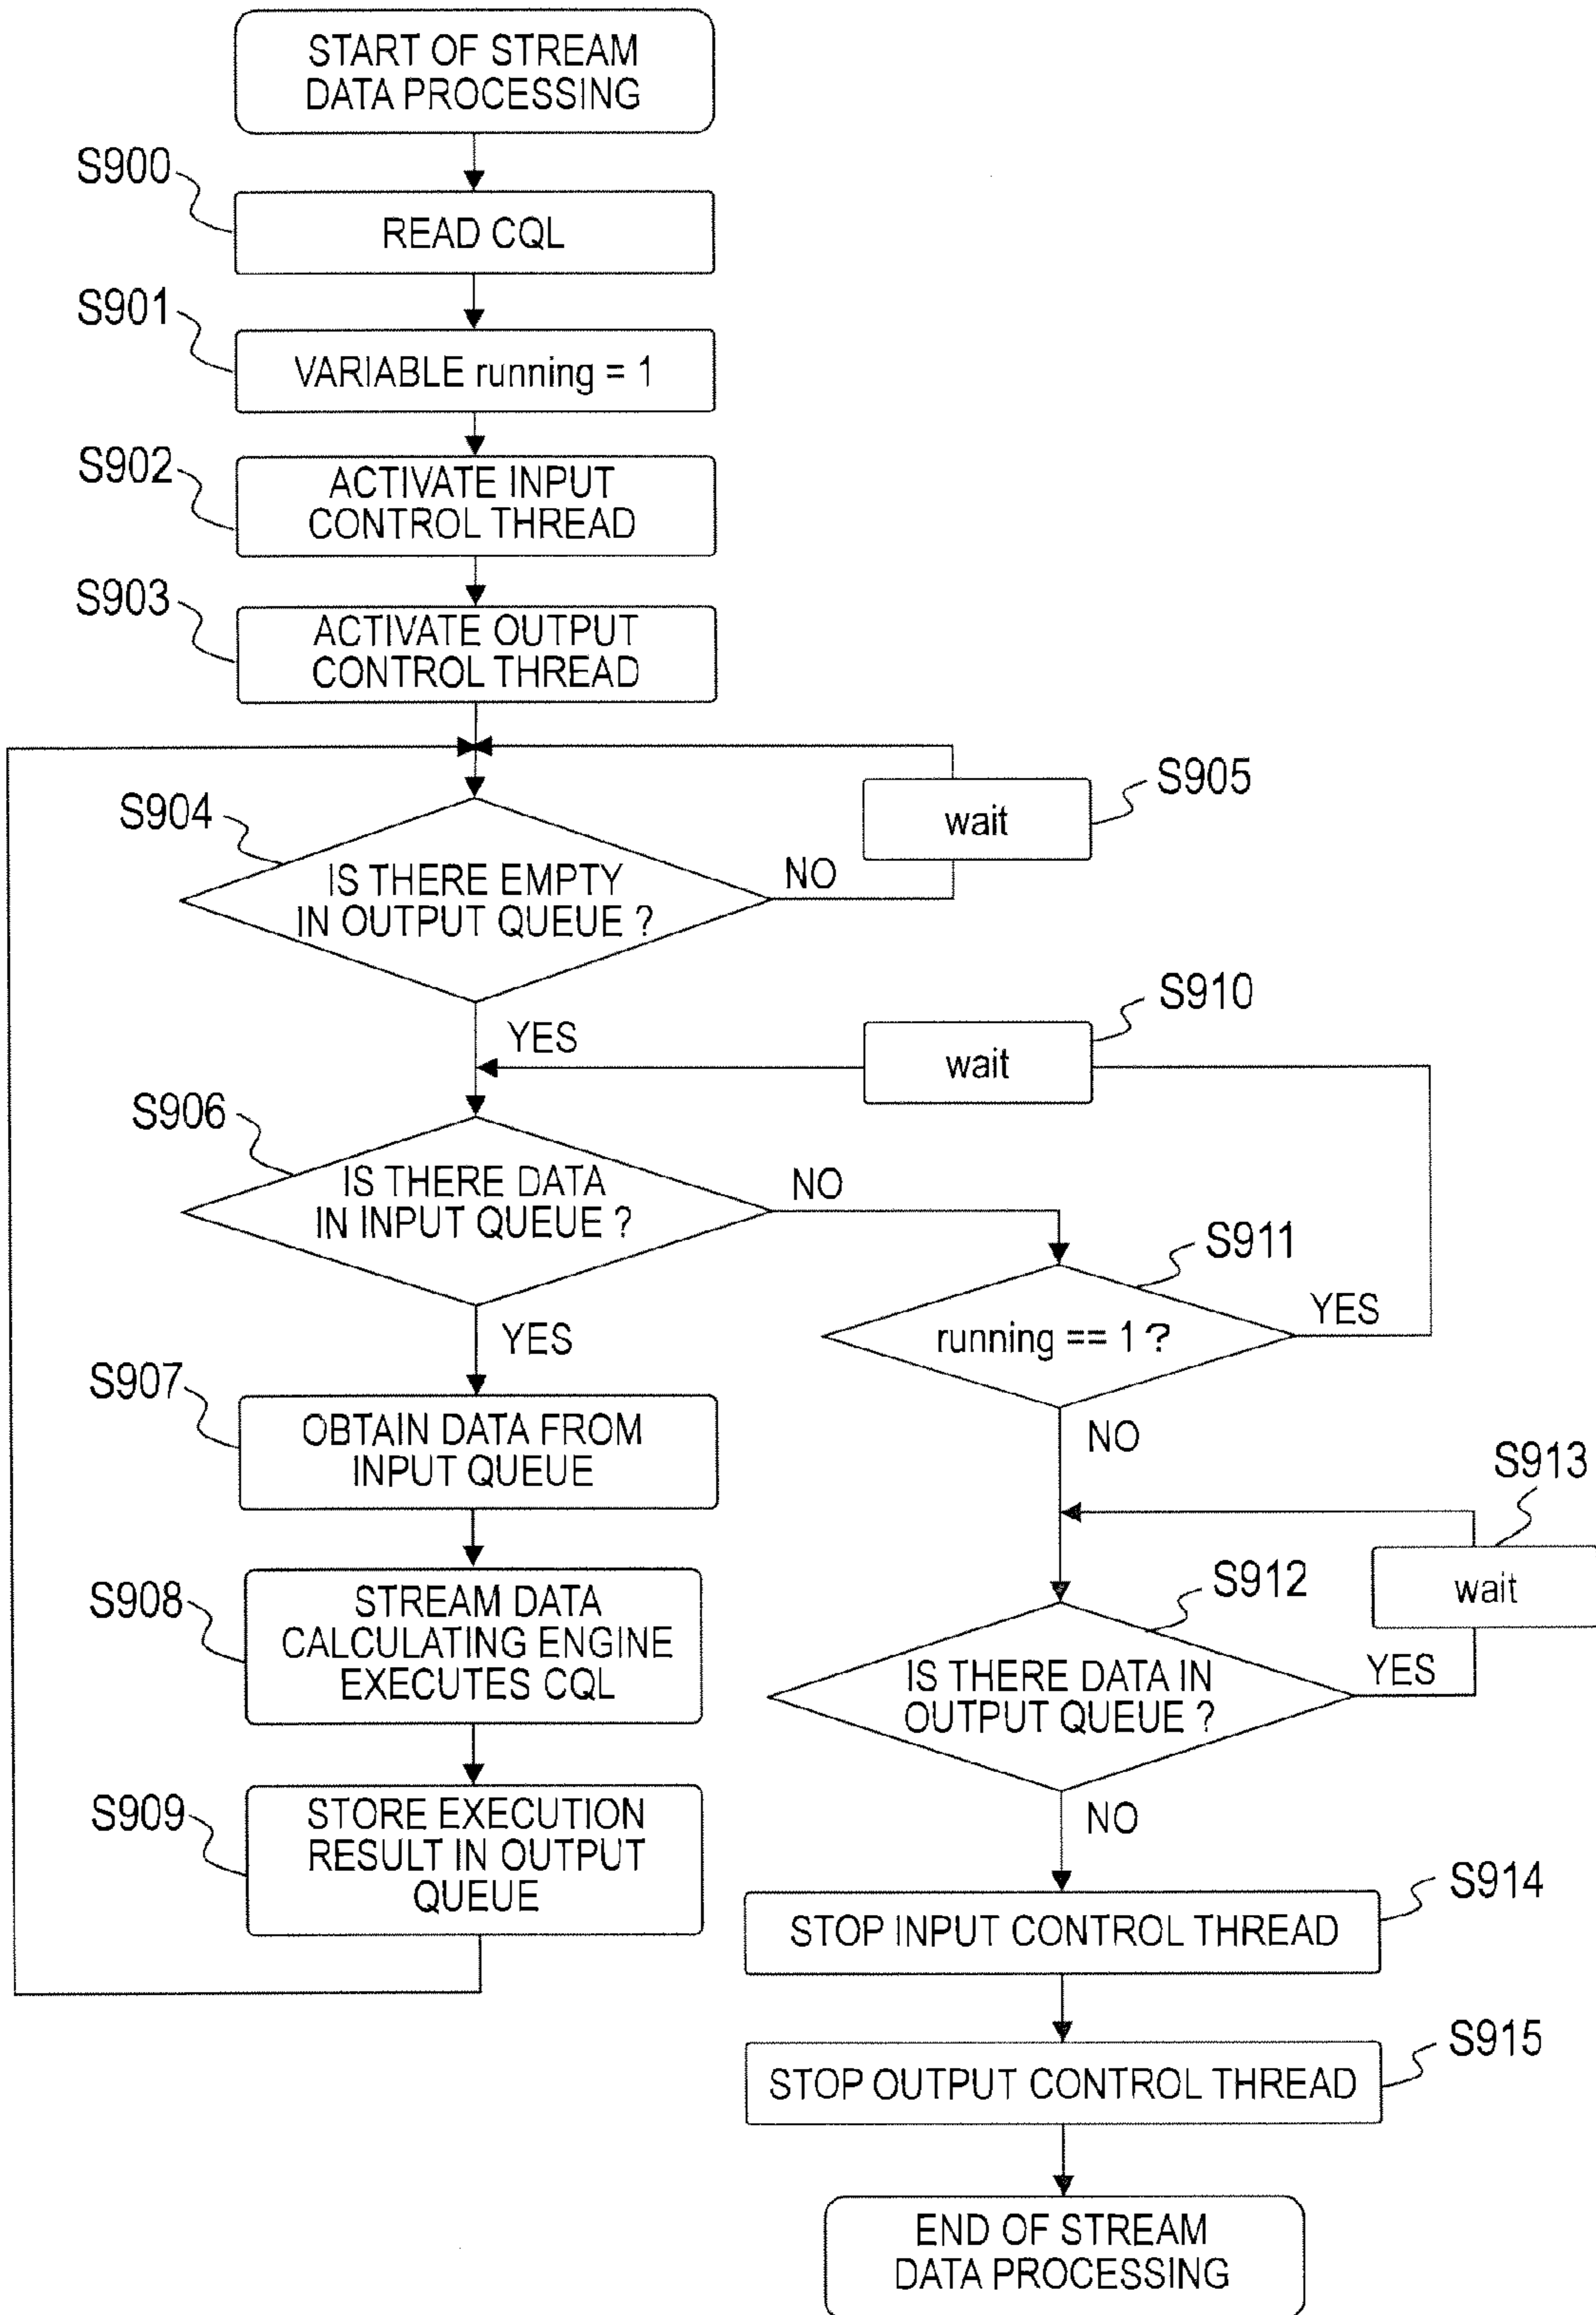 START OF STREAM
DATA PROCESSING
S900
READ CQL
S901
VARIABLE running = 1
S902
ACTIVATE INPUT
CONTROL THREAD
S903
ACTIVATE OUTPUT
CONTROL THREAD
S904
IS THERE EMPTY
IN OUTPUT QUEUE ?
NO
wait
S905
YES
wait
S910
S906
IS THERE DATA
IN INPUT QUEUE ?
NO
YES
S911
running == 1 ?
YES
NO
S907
OBTAIN DATA FROM
INPUT QUEUE
S908
STREAM DATA
CALCULATING ENGINE
EXECUTES CQL
S909
STORE EXECUTION
RESULT IN OUTPUT
QUEUE
S913
wait
S912
IS THERE DATA IN
OUTPUT QUEUE ?
YES
NO
S914
STOP INPUT CONTROL THREAD
S915
STOP OUTPUT CONTROL THREAD
END OF STREAM
DATA PROCESSING